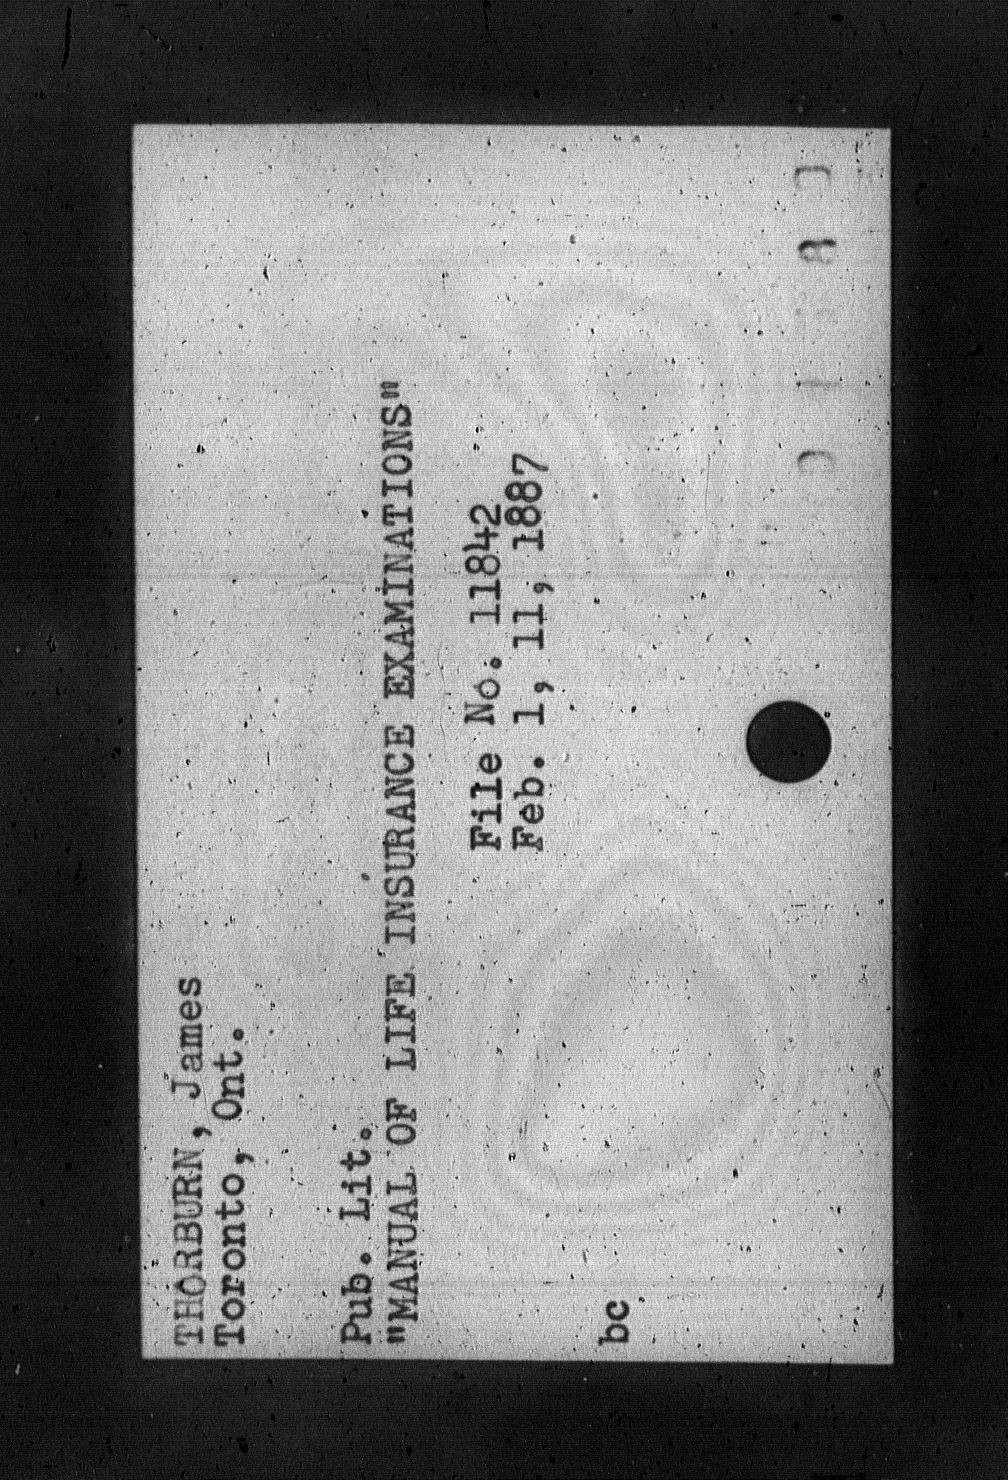 THORBURN, James
Toronto, Ont.
Pub. Lit.
"MANUAL OF LIFE INSURANCE EXAMINATIONS"
File No. 11842
Feb. 1, 11, 1887
bc